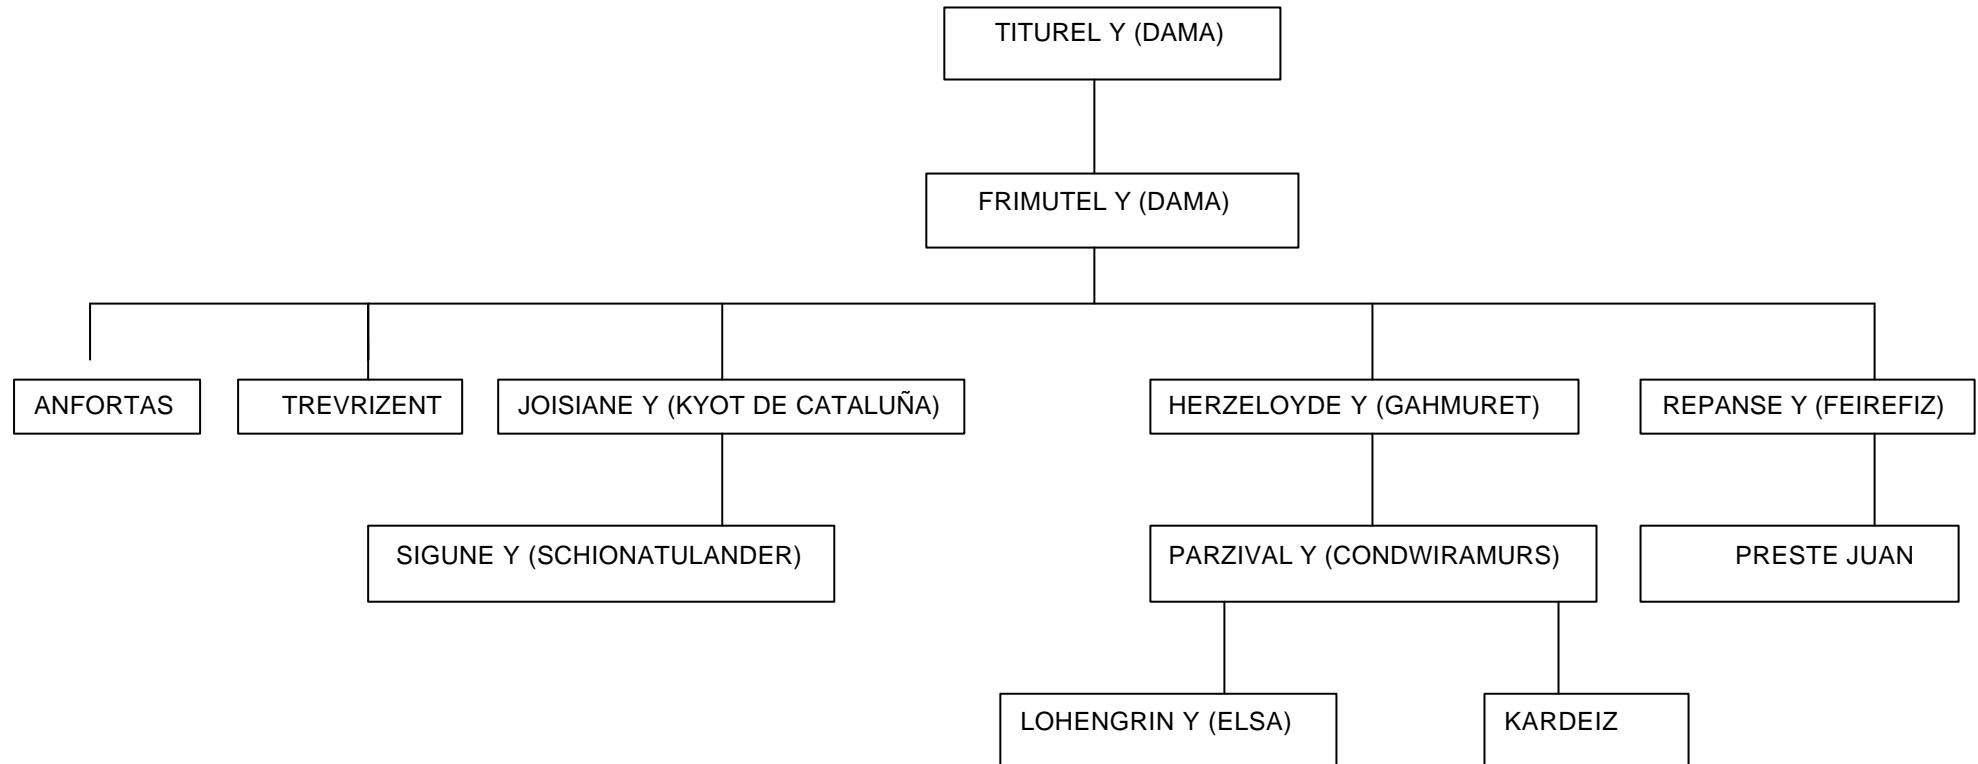 TITUREL Y (DAMA)
FRIMUTEL Y (DAMA)
ANFORTAS
TREVRIZENT
JOISIANE Y (KYOT DE CATALUÑA)
HERZELOYDE Y (GAHMURET)
REPANSE Y (FEIREFIZ)
SIGUNE Y (SCHIONATULANDER)
PARZIVAL Y (CONDWIRAMURS)
PRESTE JUAN
LOHENGRIN Y (ELSA)
KARDEIZ